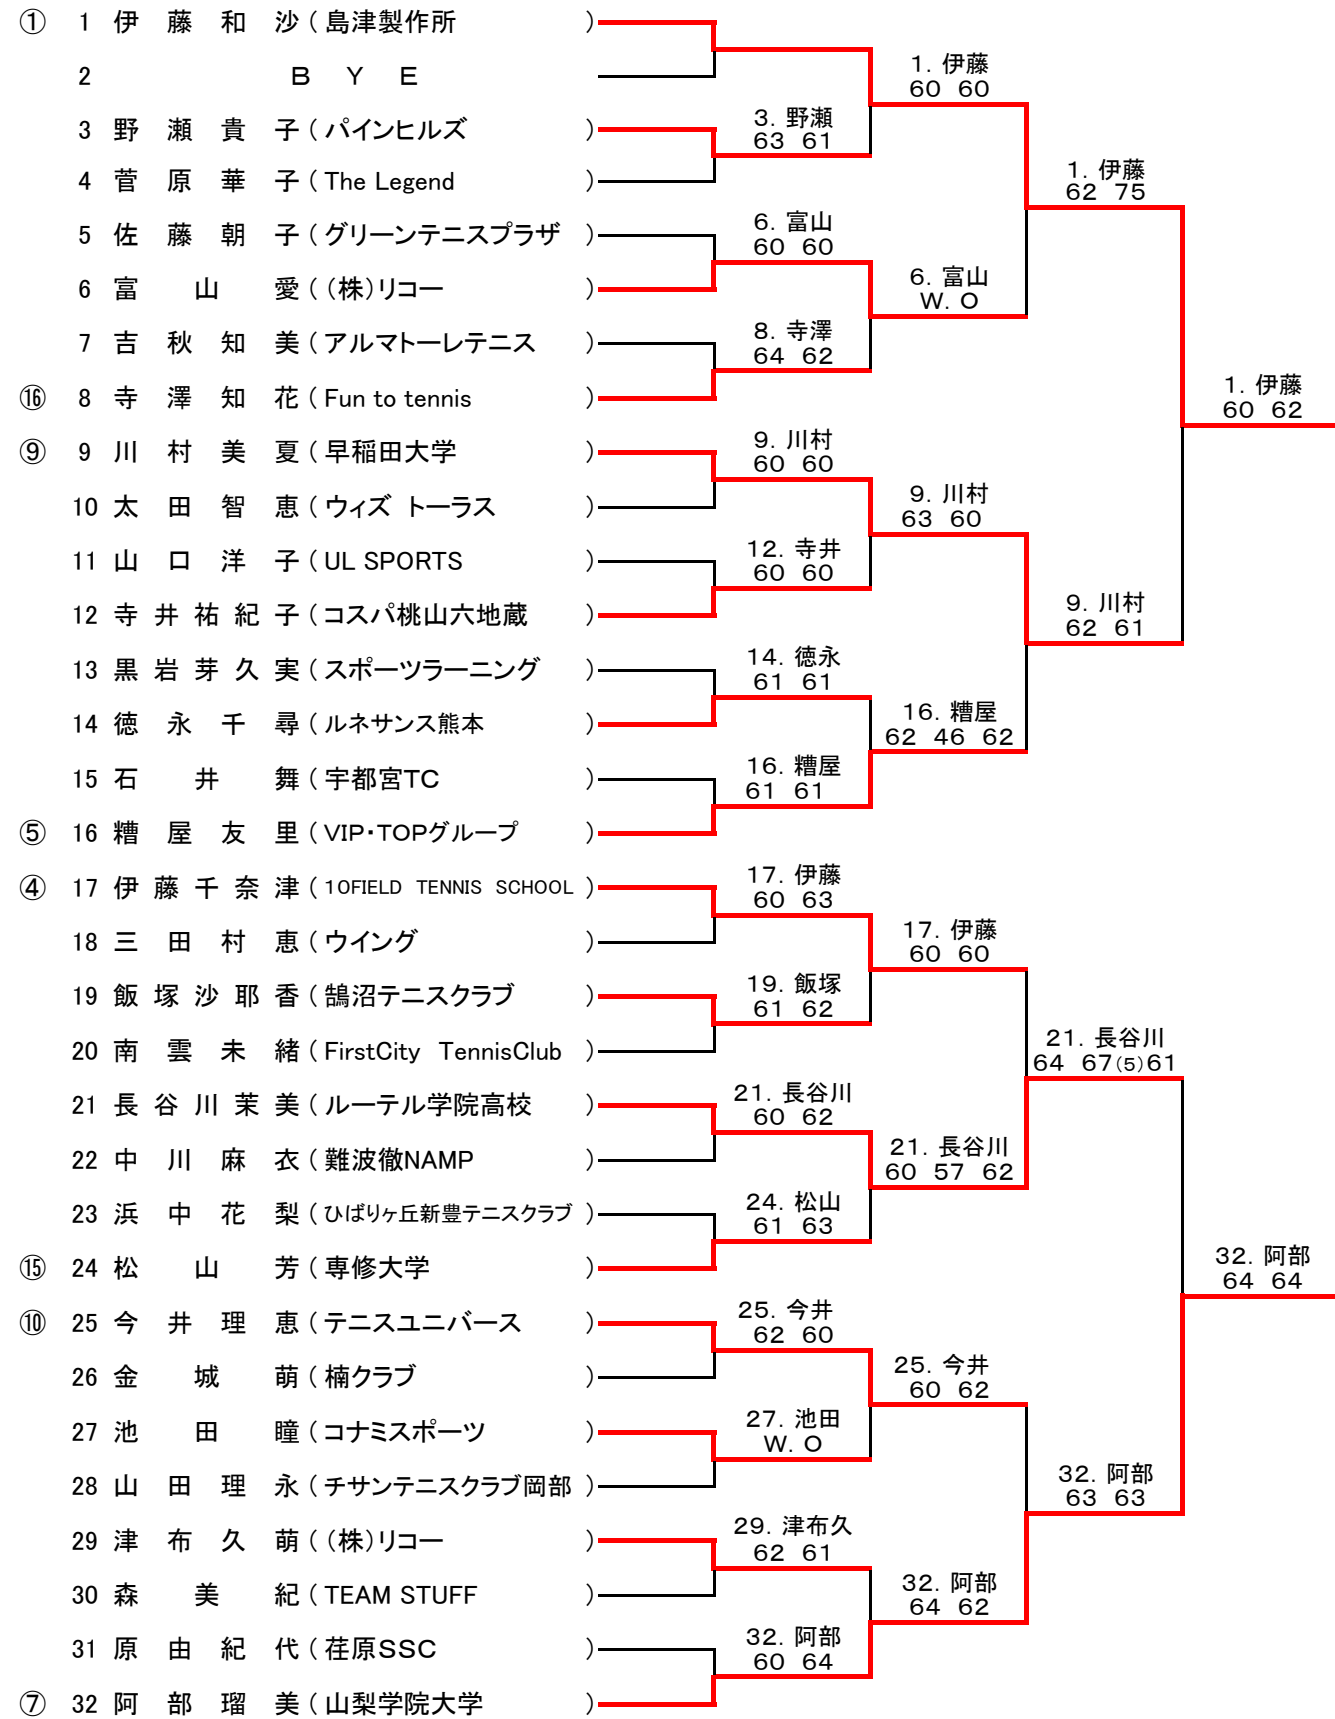 ① 1 伊藤和沙(島津製作所)
2 BYE
3 野瀬貴子(パインヒルズ)
4 菅原華子(The Legend)
5 佐藤朝子(グリーンテニスプラザ)
6 富山愛((株)リコー)
7 吉秋知美(アルマトーレテニス)
⑯ 8 寺澤知花(Fun to tennis)
⑨ 9 川村美夏(早稲田大学)
10 太田智恵(ウィズ トーラス)
11 山口洋子(UL SPORTS)
12 寺井祐紀子(コスパ桃山六地蔵)
13 黒岩芽久実(スポーツラーニング)
14 徳永千尋(ルネサンス熊本)
15 石井舞(宇都宮TC)
⑤ 16 糟屋友里(VIP・TOPグループ)
④ 17 伊藤千奈津(10FIELD TENNIS SCHOOL)
18 三田村恵(ウイング)
19 飯塚沙耶香(鵠沼テニスクラブ)
20 南雲未緒(FirstCity TennisClub)
21 長谷川茉美(ルーテル学院高校)
22 中川麻衣(難波徹NAMP)
23 浜中花梨(ひばりヶ丘新豊テニスクラブ)
⑮ 24 松山芳(専修大学)
⑩ 25 今井理恵(テニスユニバース)
26 金城萌(楠クラブ)
27 池田瞳(コナミスポーツ)
28 山田理永(チサンテニスクラブ岡部)
29 津布久萌((株)リコー)
30 森美紀(TEAM STUFF)
31 原由紀代(荏原SSC)
⑦ 32 阿部瑠美(山梨学院大学)
3. 野瀬
63 61
6. 富山
60 60
8. 寺澤
64 62
9. 川村
60 60
12. 寺井
60 60
14. 徳永
61 61
16. 糟屋
61 61
17. 伊藤
60 63
19. 飯塚
61 62
21. 長谷川
60 62
24. 松山
61 63
25. 今井
62 60
27. 池田
W. O
29. 津布久
62 61
32. 阿部
60 64
1. 伊藤
60 60
6. 富山
W. O
9. 川村
63 60
16. 糟屋
62 46 62
17. 伊藤
60 60
21. 長谷川
60 57 62
25. 今井
60 62
32. 阿部
64 62
1. 伊藤
62 75
9. 川村
62 61
21. 長谷川
64 67(5)61
32. 阿部
63 63
1. 伊藤
60 62
32. 阿部
64 64